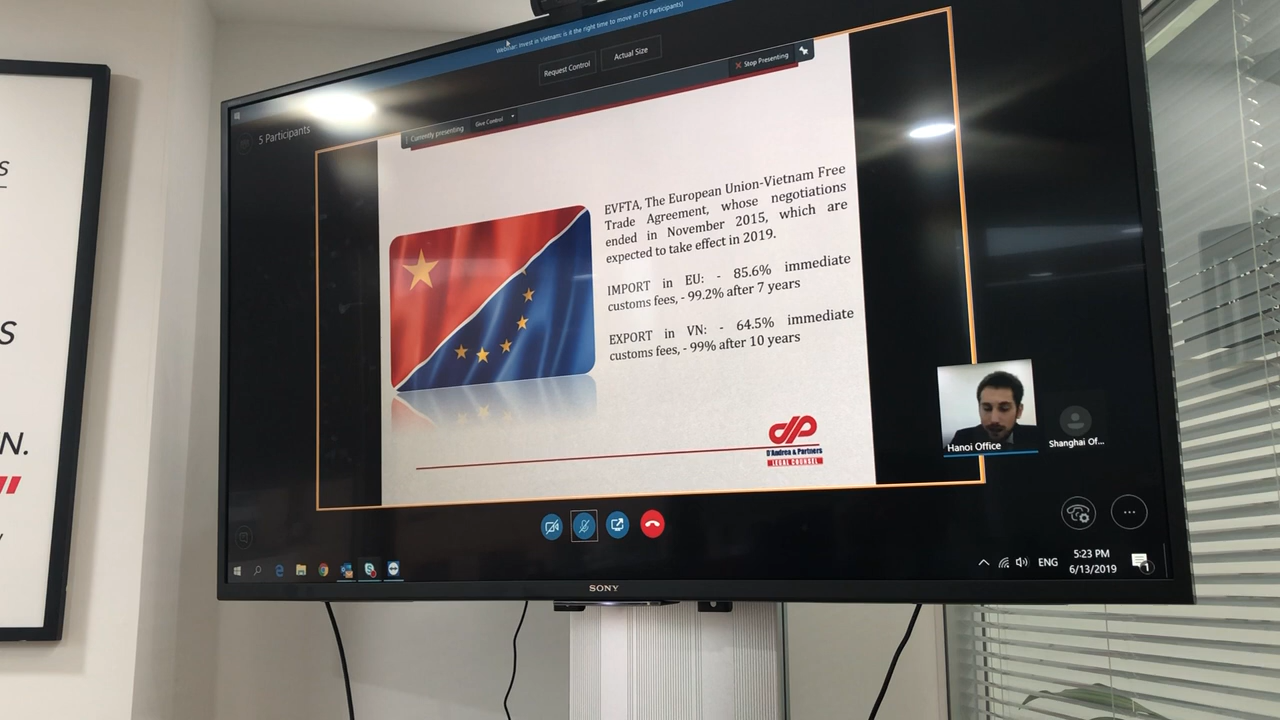 Webinar: Invest in Vietnam: is it the right time to move in? (5 Participants)
Request Control
Actual Size
Stop Presenting
5 Participants
Currently presenting
Give Control
EVFTA, The European Union-Vietnam Free
Trade Agreement, whose negotiations
ended in November 2015, which are
expected to take effect in 2019.
IMPORT in EU: - 85.6% immediate
customs fees, - 99.2% after 7 years
EXPORT in VN: - 64.5% immediate
customs fees, - 99% after 10 years
D'Andrea & Partners
LEGAL COUNSEL
Hanoi Office
Shanghai Of...
ENG
5:23 PM
6/13/2019
1
SONY
S
S
N.